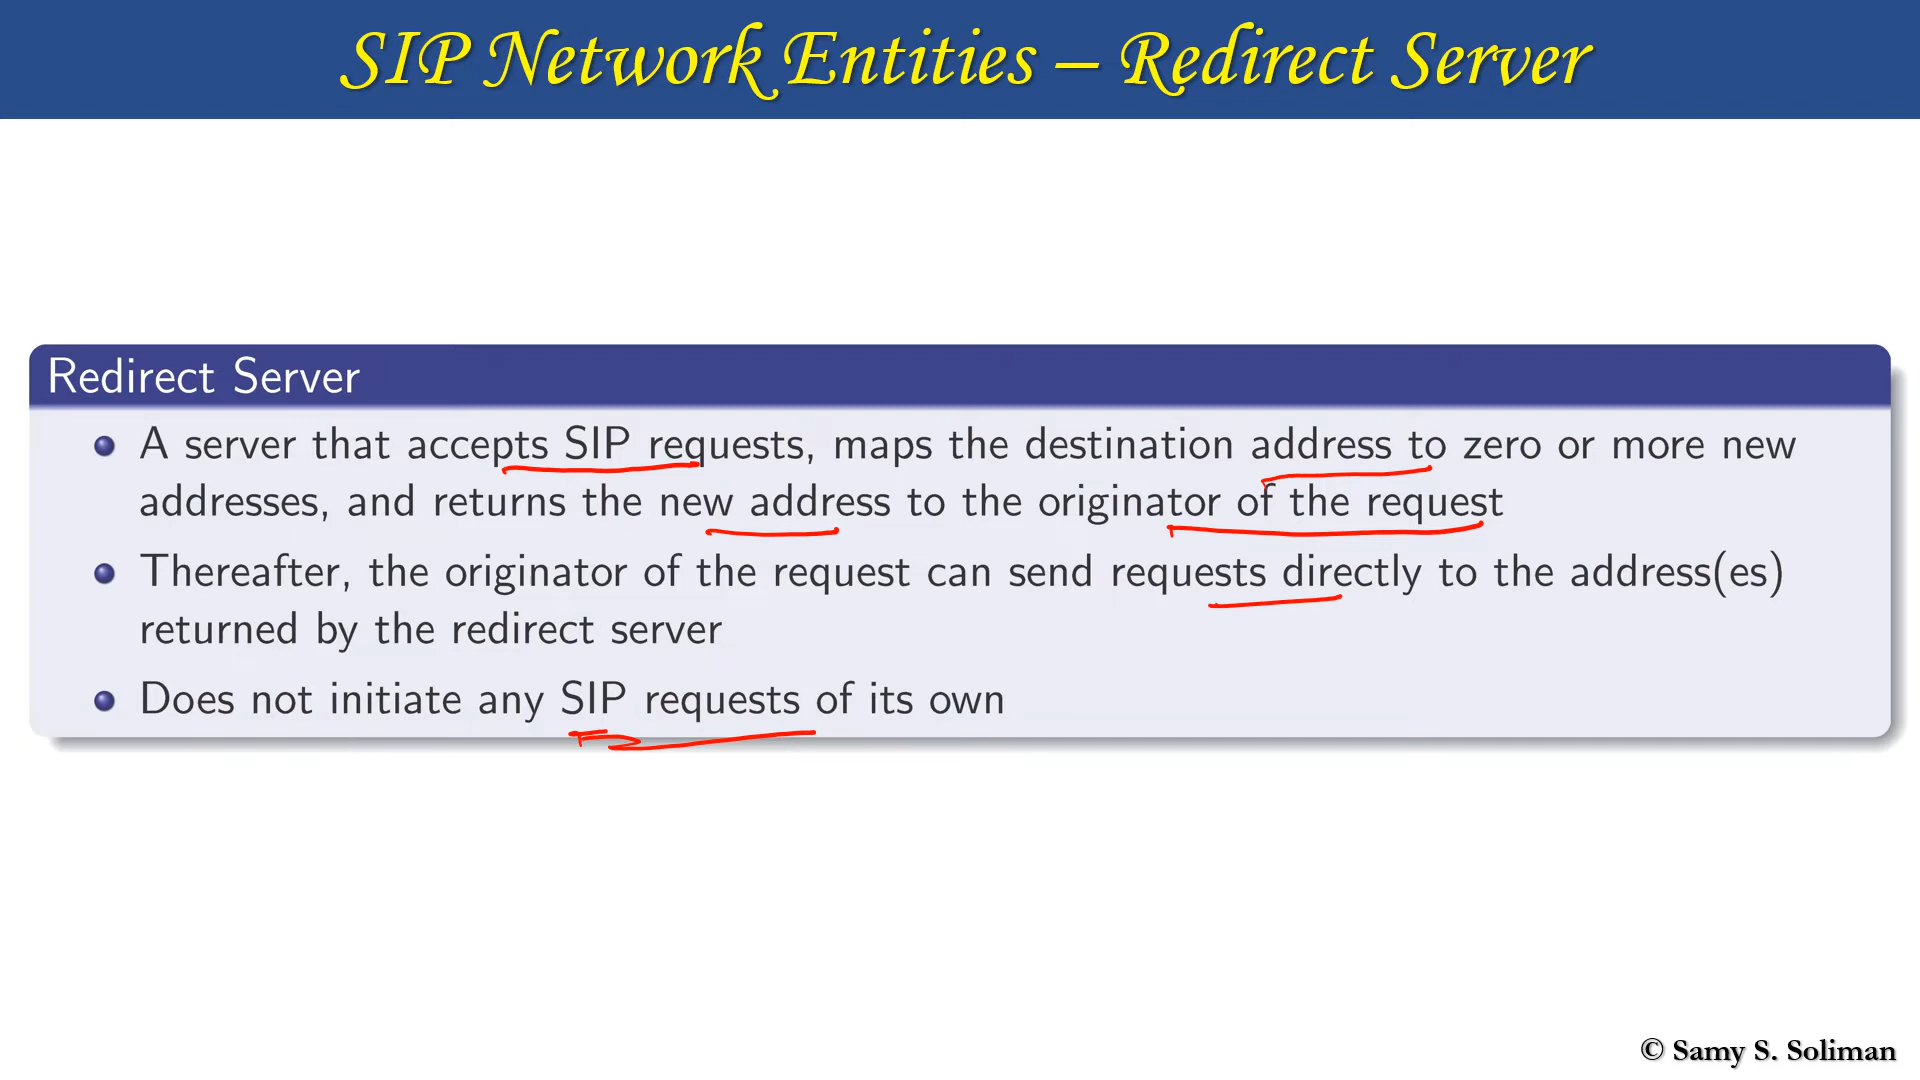 SIP Network Entities – Redirect Server
Redirect Server
A server that accepts SIP requests, maps the destination address to zero or more new
addresses, and returns the new address to the originator of the request
Thereafter, the originator of the request can send requests directly to the address(es)
returned by the redirect server
Does not initiate any SIP requests of its own
© Samy S. Soliman